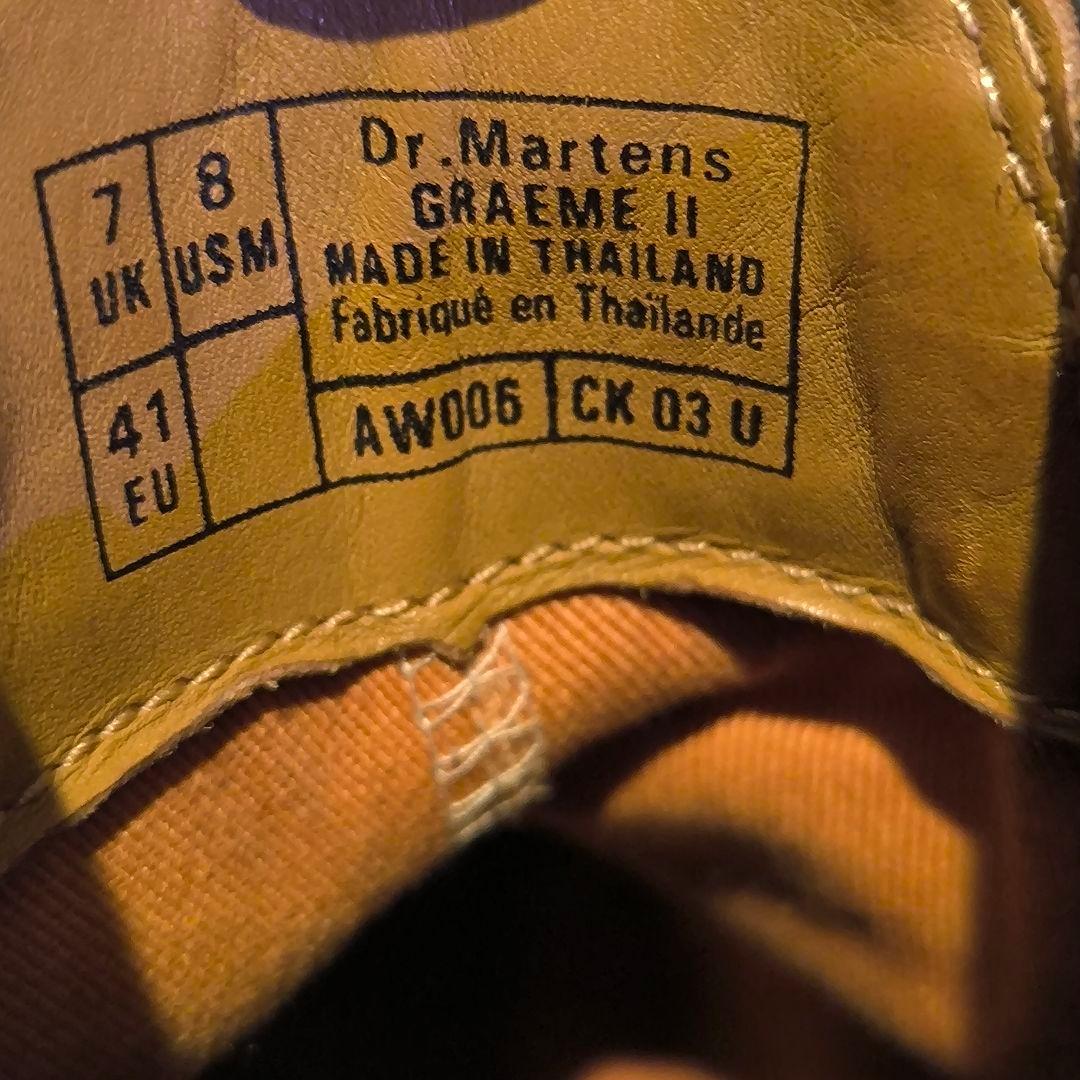 7
UK
8
USM
41
EU
Dr.Martens
GRAEME II
MADE IN THAILAND
Fabriqué en Thaïlande
AW006
CK 03 U